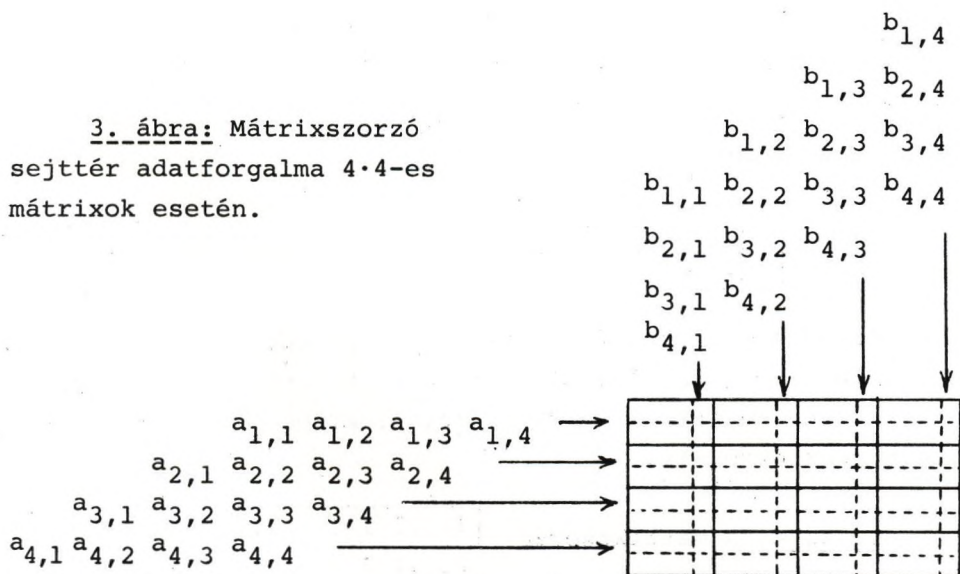 b1,4
b1,3 b2,4
3. ábra: Mátrixszorzó
b1,2 b2,3 b3,4
sejttér adatforgalma 4·4-es
b1,1 b2,2 b3,3 b4,4
mátrixok esetén.
b2,1 b3,2 b4,3
b3,1 b4,2
b4,1
a1,1 a1,2 a1,3 a1,4
a2,1 a2,2 a2,3 a2,4
a3,1 a3,2 a3,3 a3,4
a4,1 a4,2 a4,3 a4,4